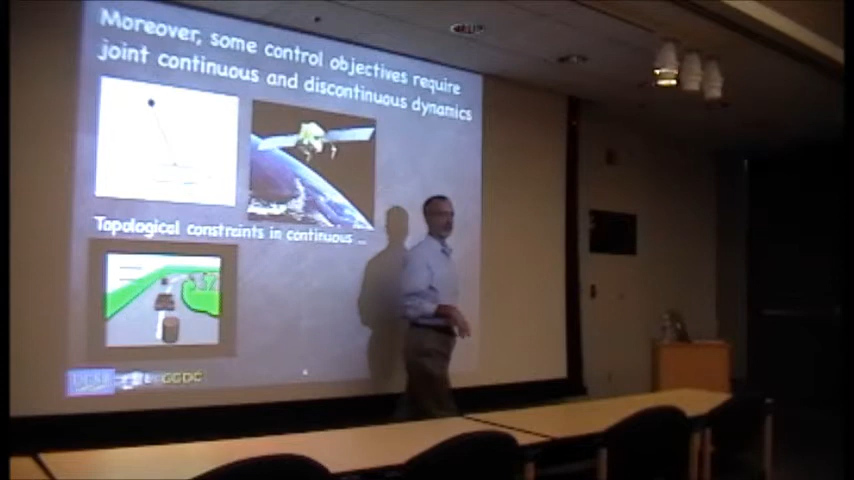 Moreover, some control objectives require
joint continuous and discontinuous dynamics
Topological constraints in continuous ...
CCDC